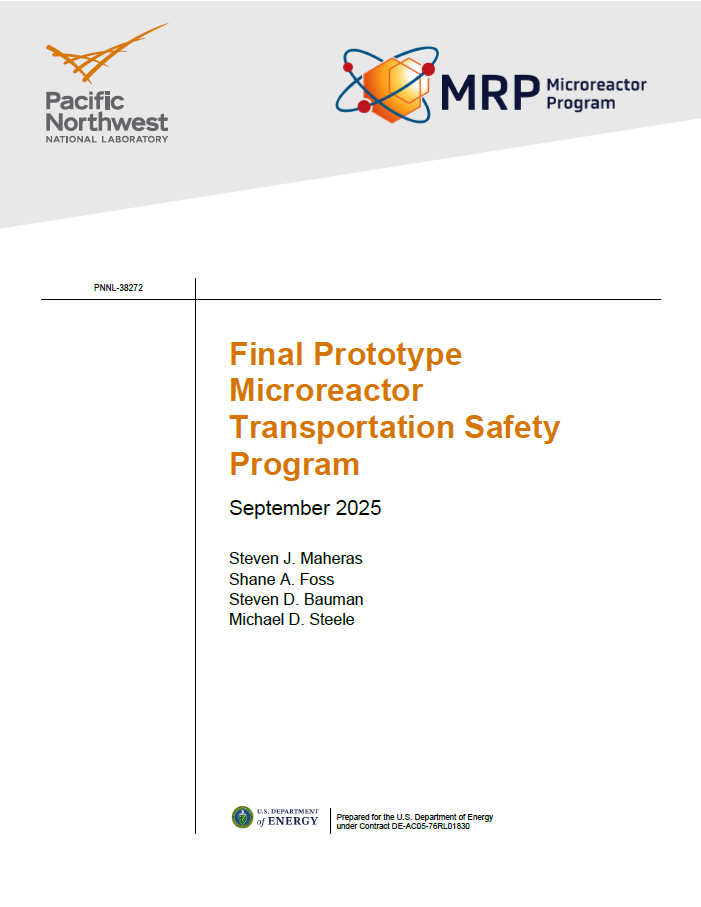 Pacific
Northwest
NATIONAL LABORATORY
MRP Microreactor
Program
PNNL-38272
Final Prototype
Microreactor
Transportation Safety
Program
September 2025
Steven J. Maheras
Shane A. Foss
Steven D. Bauman
Michael D. Steele
U.S. DEPARTMENT
of ENERGY
Prepared for the U.S. Department of Energy
under Contract DE-AC05-76RL01830